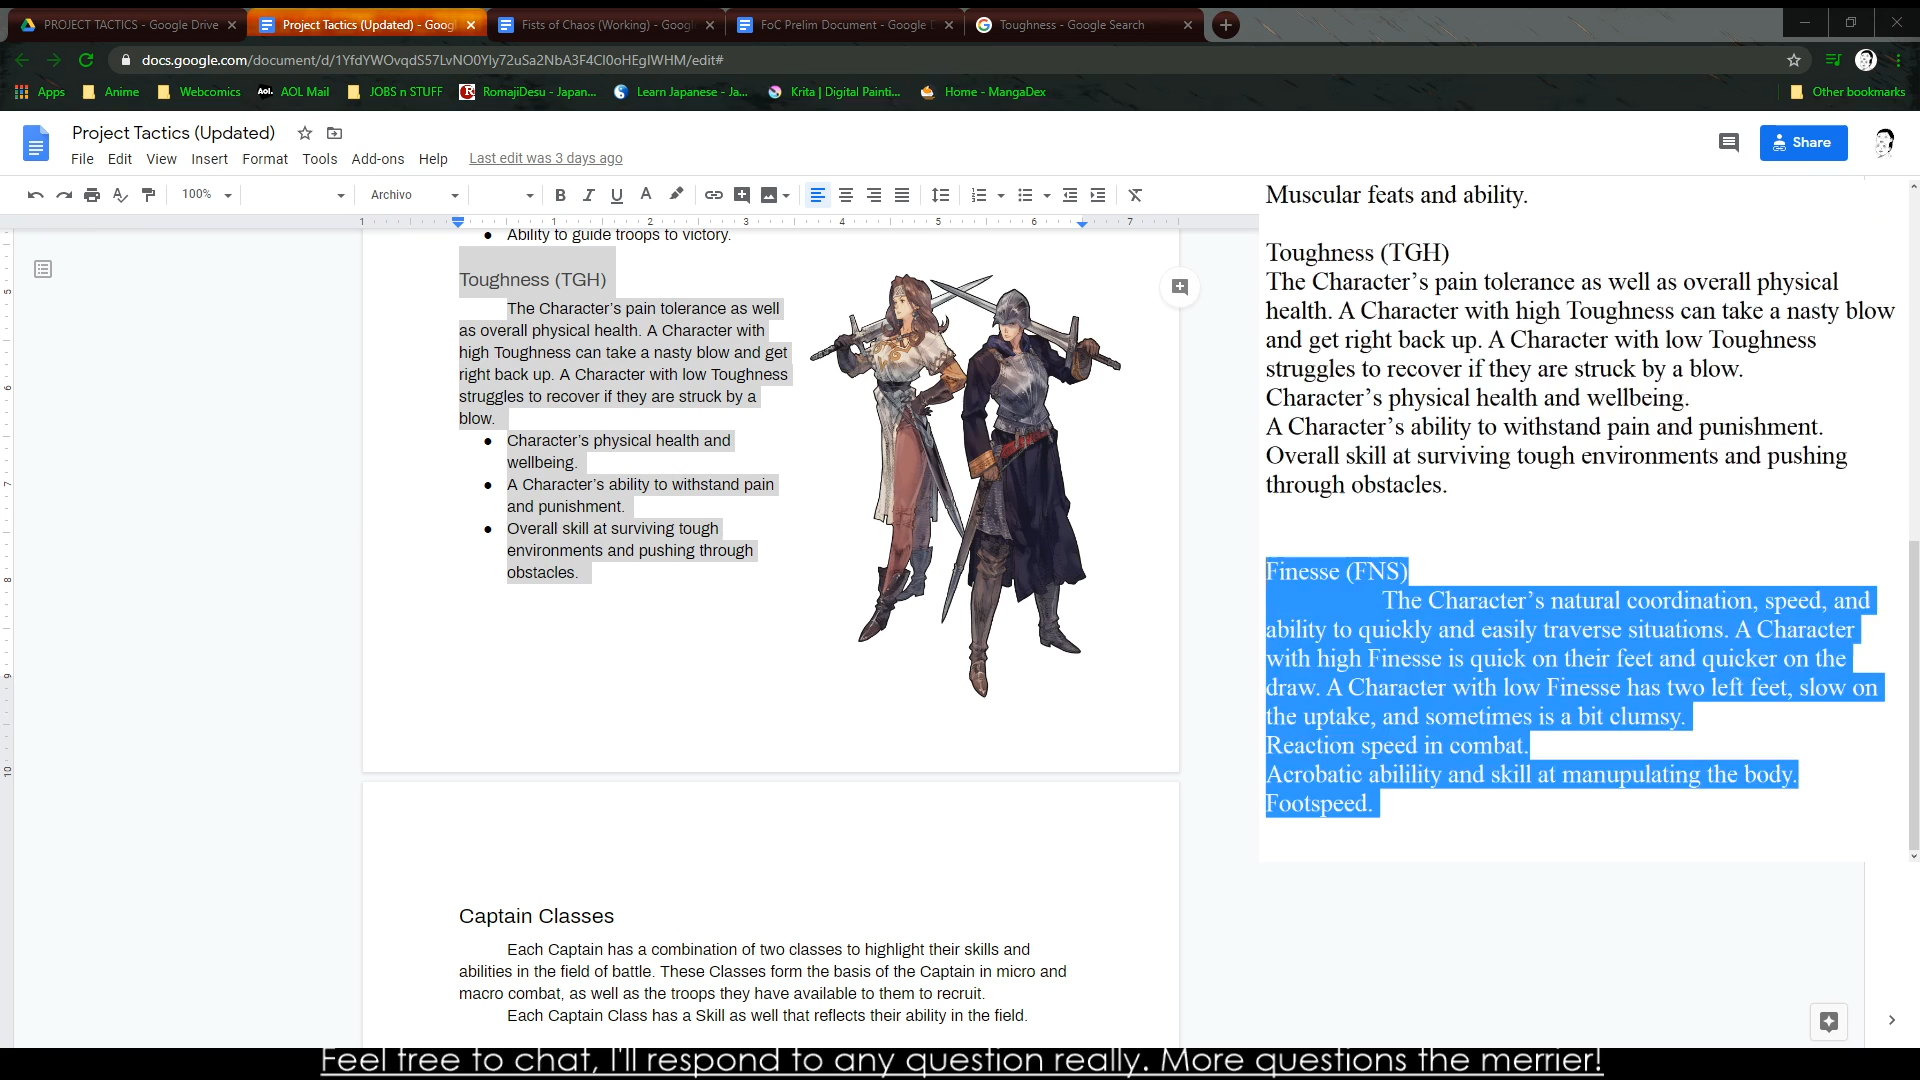 PROJECT TACTICS - Google Drive
Project Tactics (Updated) - Goog
Fists of Chaos (Working) - Googl
FoC Prelim Document - Google D
Toughness - Google Search
docs.google.com/document/d/1YfdYWOvqdS57LvNO0Yly72uSa2NbA3F4CI0oHEgIWHM/edit#
Apps
Anime
Webcomics
Aol.
AOL Mail
JOBS n STUFF
RomajiDesu - Japan...
Learn Japanese - Ja...
Krita | Digital Painti...
Home - MangaDex
Other bookmarks
Project Tactics (Updated)
File Edit View Insert Format Tools Add-ons Help Last edit was 3 days ago
Share
100%
Archivo
1 1 2 3 4 5 6 7
5
6
7
8
9
10
Ability to guide troops to victory.
Toughness (TGH)
The Character's pain tolerance as well
as overall physical health. A Character with
high Toughness can take a nasty blow and get
right back up. A Character with low Toughness
struggles to recover if they are struck by a
blow.
Character's physical health and
wellbeing.
A Character's ability to withstand pain
and punishment.
Overall skill at surviving tough
environments and pushing through
obstacles.
Captain Classes
Each Captain has a combination of two classes to highlight their skills and
abilities in the field of battle. These Classes form the basis of the Captain in micro and
macro combat, as well as the troops they have available to them to recruit.
Each Captain Class has a Skill as well that reflects their ability in the field.
Muscular feats and ability.
Toughness (TGH)
The Character's pain tolerance as well as overall physical
health. A Character with high Toughness can take a nasty blow
and get right back up. A Character with low Toughness
struggles to recover if they are struck by a blow.
Character's physical health and wellbeing.
A Character's ability to withstand pain and punishment.
Overall skill at surviving tough environments and pushing
through obstacles.
Finesse (FNS)
The Character's natural coordination, speed, and
ability to quickly and easily traverse situations. A Character
with high Finesse is quick on their feet and quicker on the
draw. A Character with low Finesse has two left feet, slow on
the uptake, and sometimes is a bit clumsy.
Reaction speed in combat.
Acrobatic abilility and skill at manupulating the body.
Footspeed.
Feel free to chat, I'll respond to any question really. More questions the merrier!